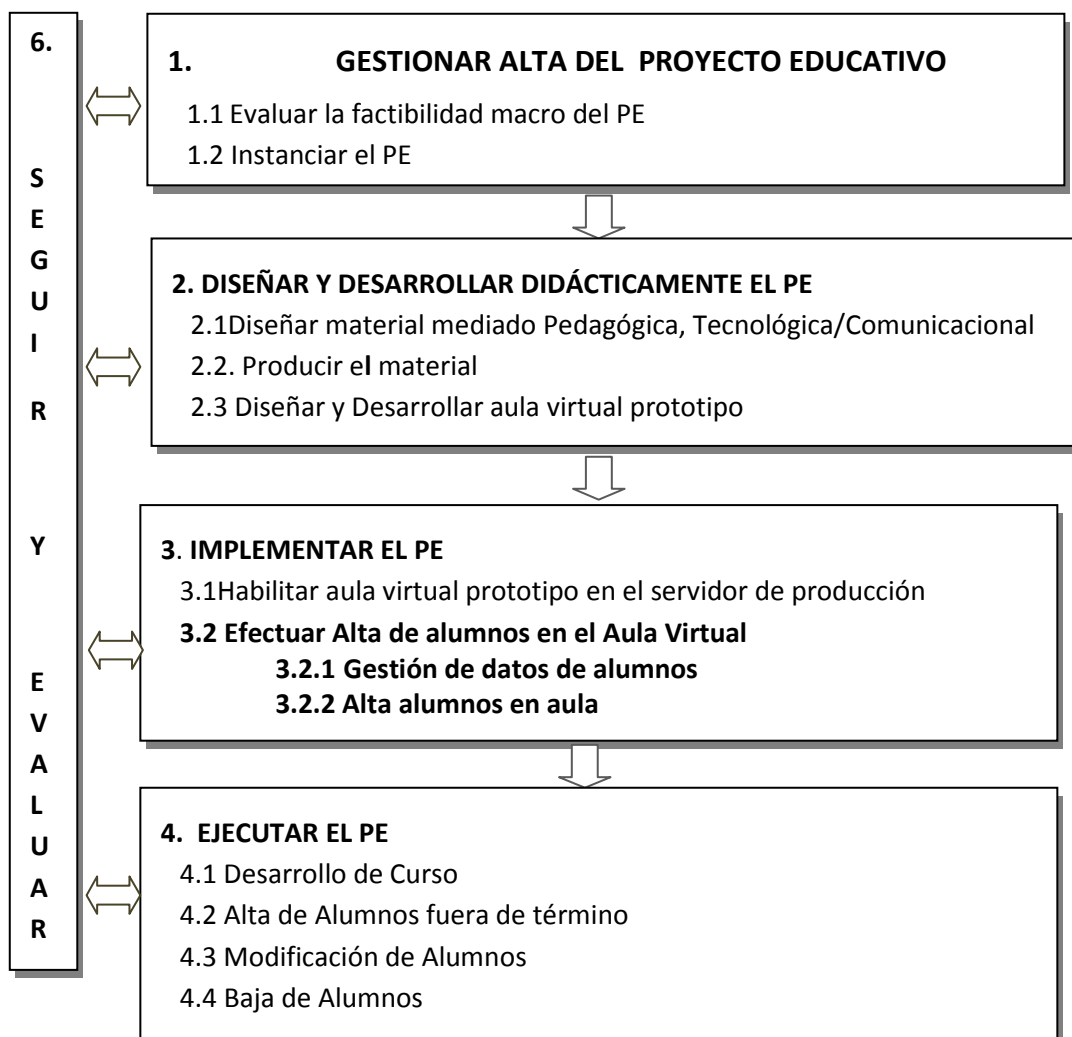 6.
S
E
G
U
I
R
Y
E
V
A
L
U
A
R
1. GESTIONAR ALTA DEL PROYECTO EDUCATIVO
1.1 Evaluar la factibilidad macro del PE
1.2 Instanciar el PE
2. DISEÑAR Y DESARROLLAR DIDÁCTICAMENTE EL PE
2.1Diseñar material mediado Pedagógica, Tecnológica/Comunicacional
2.2. Producir el material
2.3 Diseñar y Desarrollar aula virtual prototipo
3. IMPLEMENTAR EL PE
3.1Habilitar aula virtual prototipo en el servidor de producción
3.2 Efectuar Alta de alumnos en el Aula Virtual
3.2.1 Gestión de datos de alumnos
3.2.2 Alta alumnos en aula
4. EJECUTAR EL PE
4.1 Desarrollo de Curso
4.2 Alta de Alumnos fuera de término
4.3 Modificación de Alumnos
4.4 Baja de Alumnos